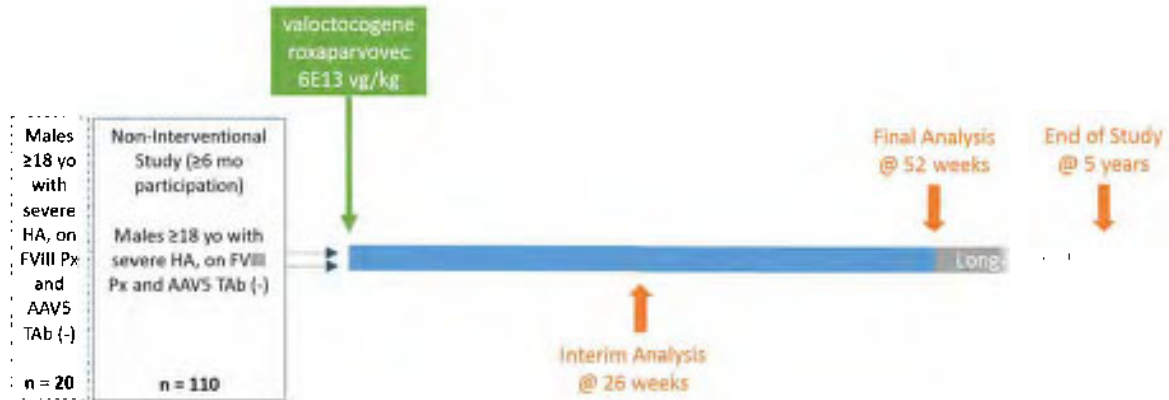 valoctocogene
roxaparvovec
6E13 vg/kg
Males
≥18 yo
with
severe
HA, on
FVIII Px
and
AAV5
TAb (-)
n = 20
Non-Interventional
Study (≥6 mo
participation)
Males ≥18 yo with
severe HA, on FVIII
Px and AAV5 TAb (-)
n = 110
Final Analysis
@ 52 weeks
End of Study
@ 5 years
Long-
Interim Analysis
@ 26 weeks